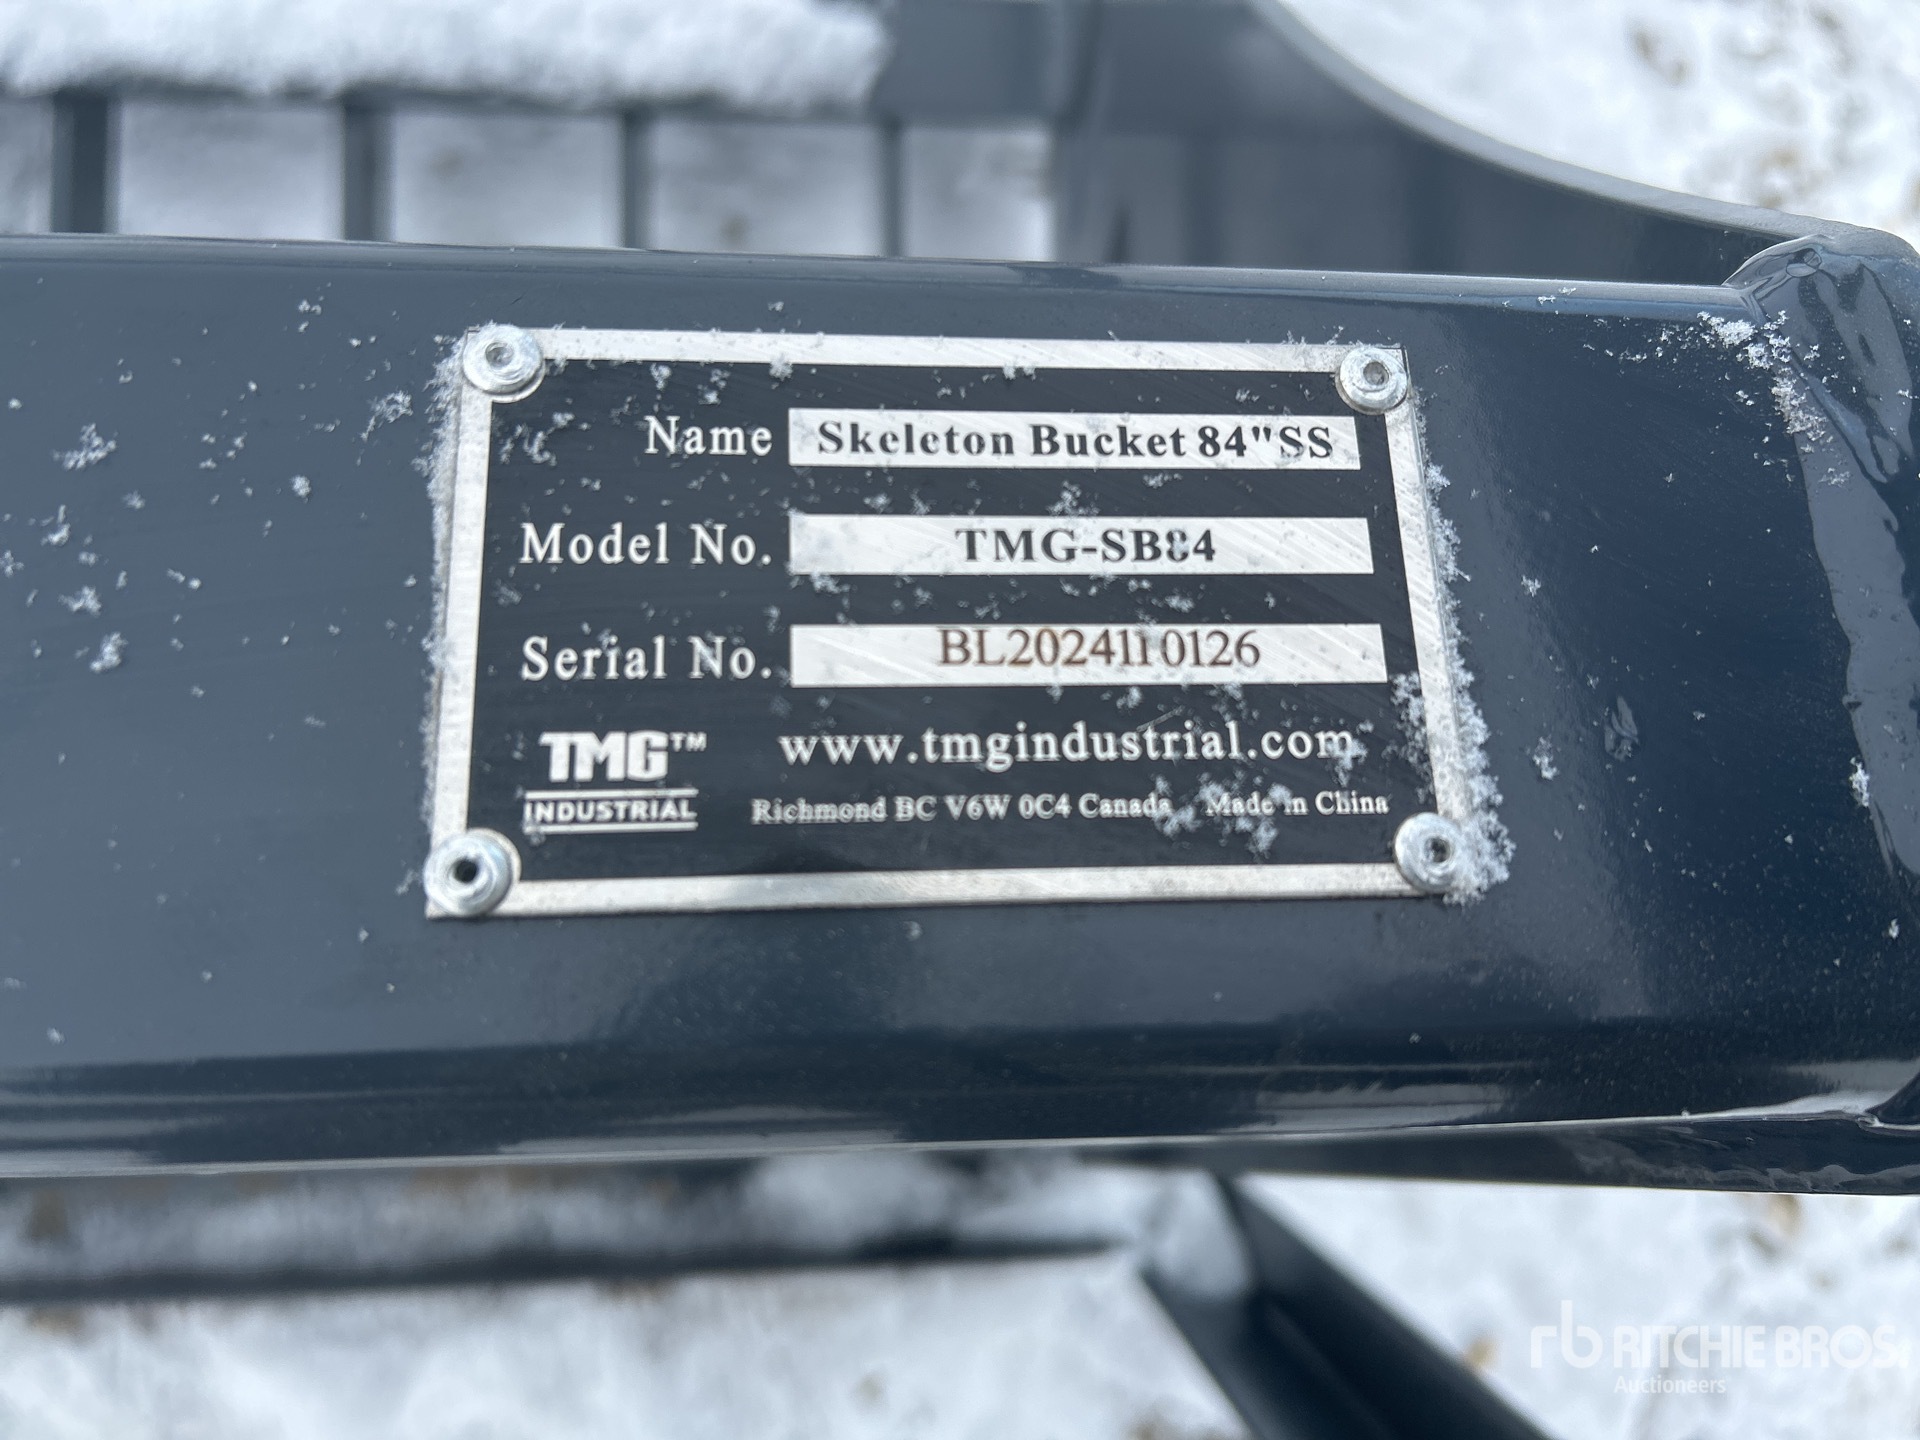 Name Skeleton Bucket 84"SS
Model No. TMG-SB84
Serial No. BL2024110126
TMG™ www.tmgindustrial.com
INDUSTRIAL Richmond BC V6W 0C4 Canada Made in China
rb RITCHIE BROS.
Auctioneers